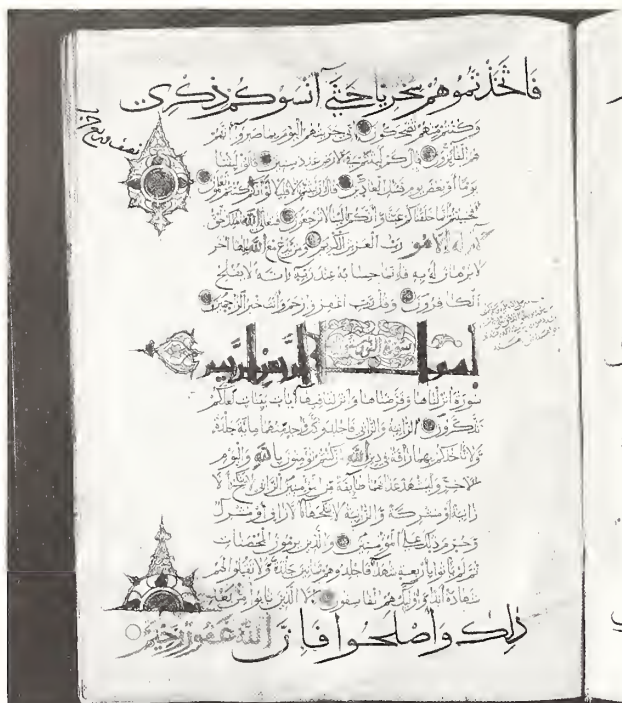 فَاتَّخَذْتُمُوهُمْ سِخْرِيًّا حَتَّى أَنْسَوْكُمْ ذِكْرِى
وكنتم منهم تضحكون إني جزيتهم اليوم بما صبروا أنهم
هم الفائزون قال كم لبثتم في الأرض عدد سنين قالوا لبثنا
يوما أو بعض يوم فسئل العادين قال إن لبثتم إلا قليلا لو أنكم كنتم تعلمون
أفحسبتم أنما خلقناكم عبثا وأنكم إلينا لا ترجعون فتعالى الله الملك الحق
لا إله إلا هو رب العرش الكريم ومن يدع مع الله إلها آخر
لا برهان له به فإنما حسابه عند ربه إنه لا يفلح
الكافرون وقل رب اغفر وارحم وأنت خير الراحمين
بسم الله الرحمن الرحيم
سورة أنزلناها وفرضناها وأنزلنا فيها آيات بينات لعلكم
تذكرون الزانية والزاني فاجلدوا كل واحد منهما مائة جلدة
ولا تأخذكم بهما رأفة في دين الله إن كنتم تؤمنون بالله واليوم
الآخر وليشهد عذابهما طائفة من المؤمنين الزاني لا ينكح إلا
زانية أو مشركة والزانية لا ينكحها إلا زان أو مشرك
وحرم ذلك على المؤمنين والذين يرمون المحصنات
ثم لم يأتوا بأربعة شهداء فاجلدوهم ثمانين جلدة ولا تقبلوا لهم
شهادة أبدا وأولئك هم الفاسقون إلا الذين تابوا من بعد
ذلك وأصلحوا فإن الله غفور رحيم